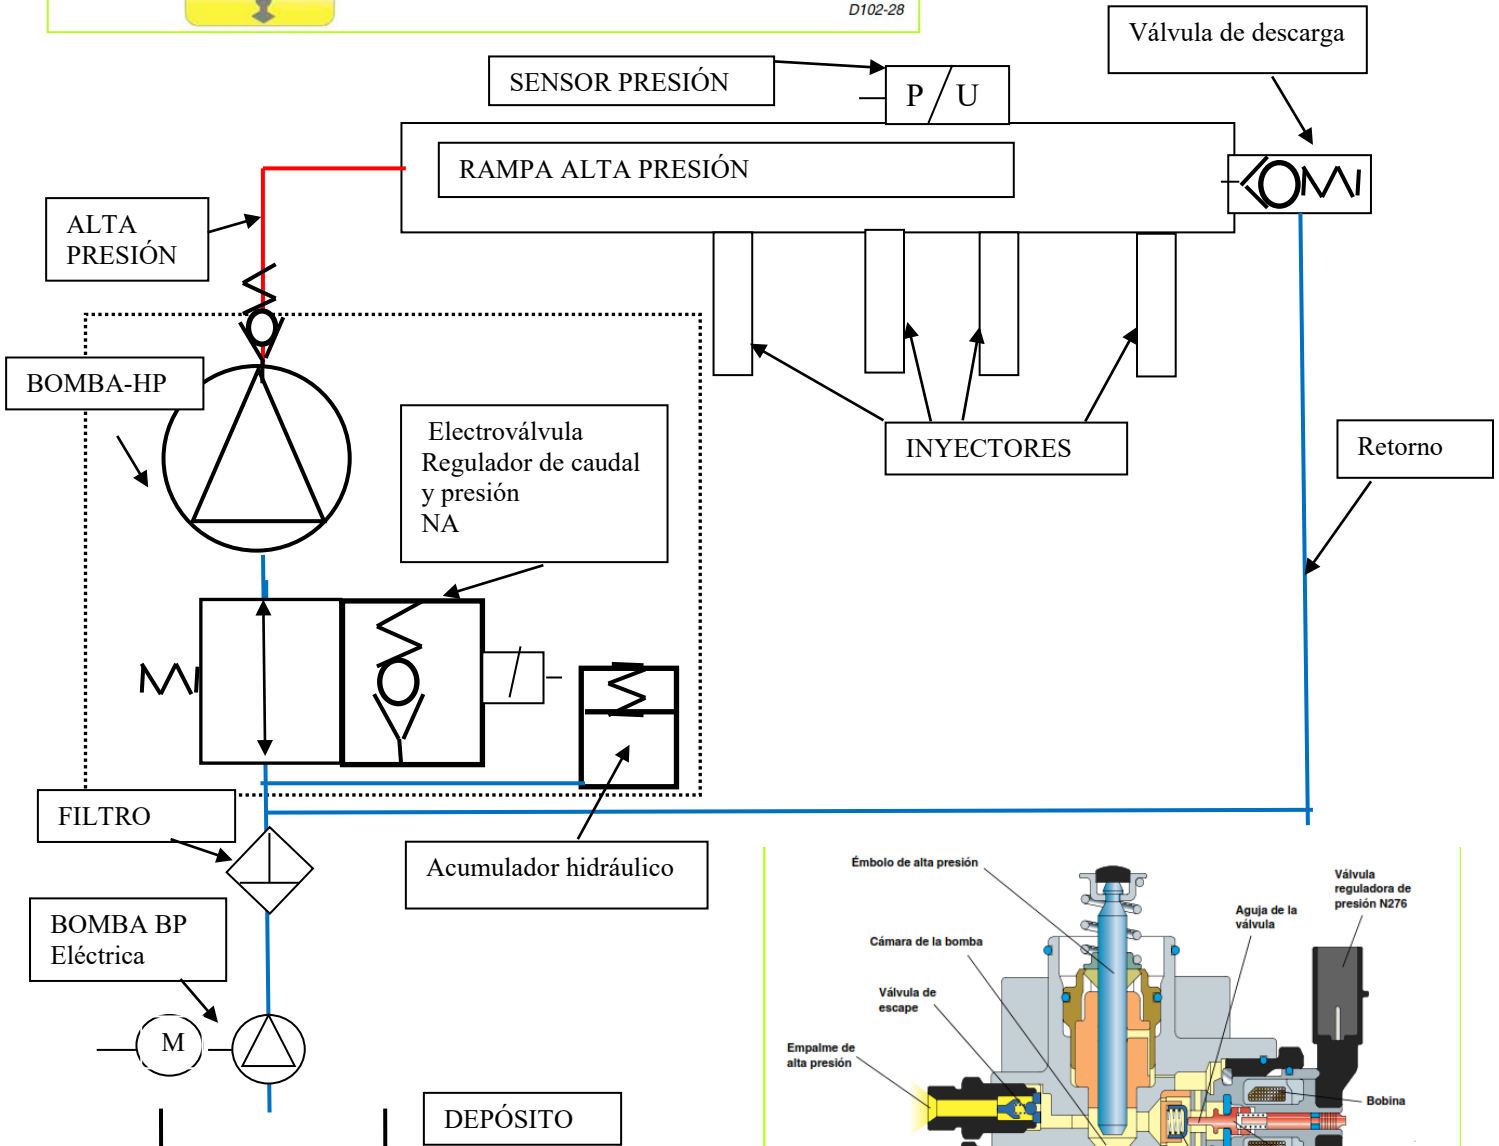 D102-28
Válvula de descarga
SENSOR PRESIÓN
P / U
RAMPA ALTA PRESIÓN
ALTA
PRESIÓN
BOMBA-HP
Electroválvula
Regulador de caudal
y presión
NA
INYECTORES
Retorno
FILTRO
Acumulador hidráulico
BOMBA BP
Eléctrica
M
DEPÓSITO
Émbolo de alta presión
Válvula
reguladora de
presión N276
Aguja de la
válvula
Cámara de la bomba
Válvula de
escape
Empalme de
alta presión
Bobina